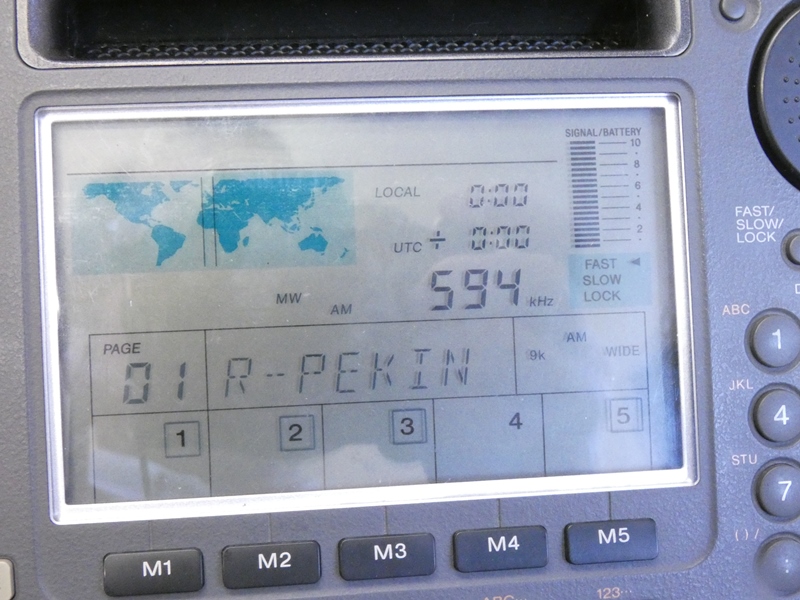 SIGNAL/BATTERY
10
8
6
4
2
LOCAL 0:00
UTC ÷ 0:00
FAST
SLOW
LOCK
MW AM 594 kHz
PAGE
01 R--PEKIN 9k AM WIDE
1 2 3 4 5
M1 M2 M3 M4 M5
FAST/
SLOW/
LOCK
ABC
1
JKL
4
STU
7
( ) /
123...